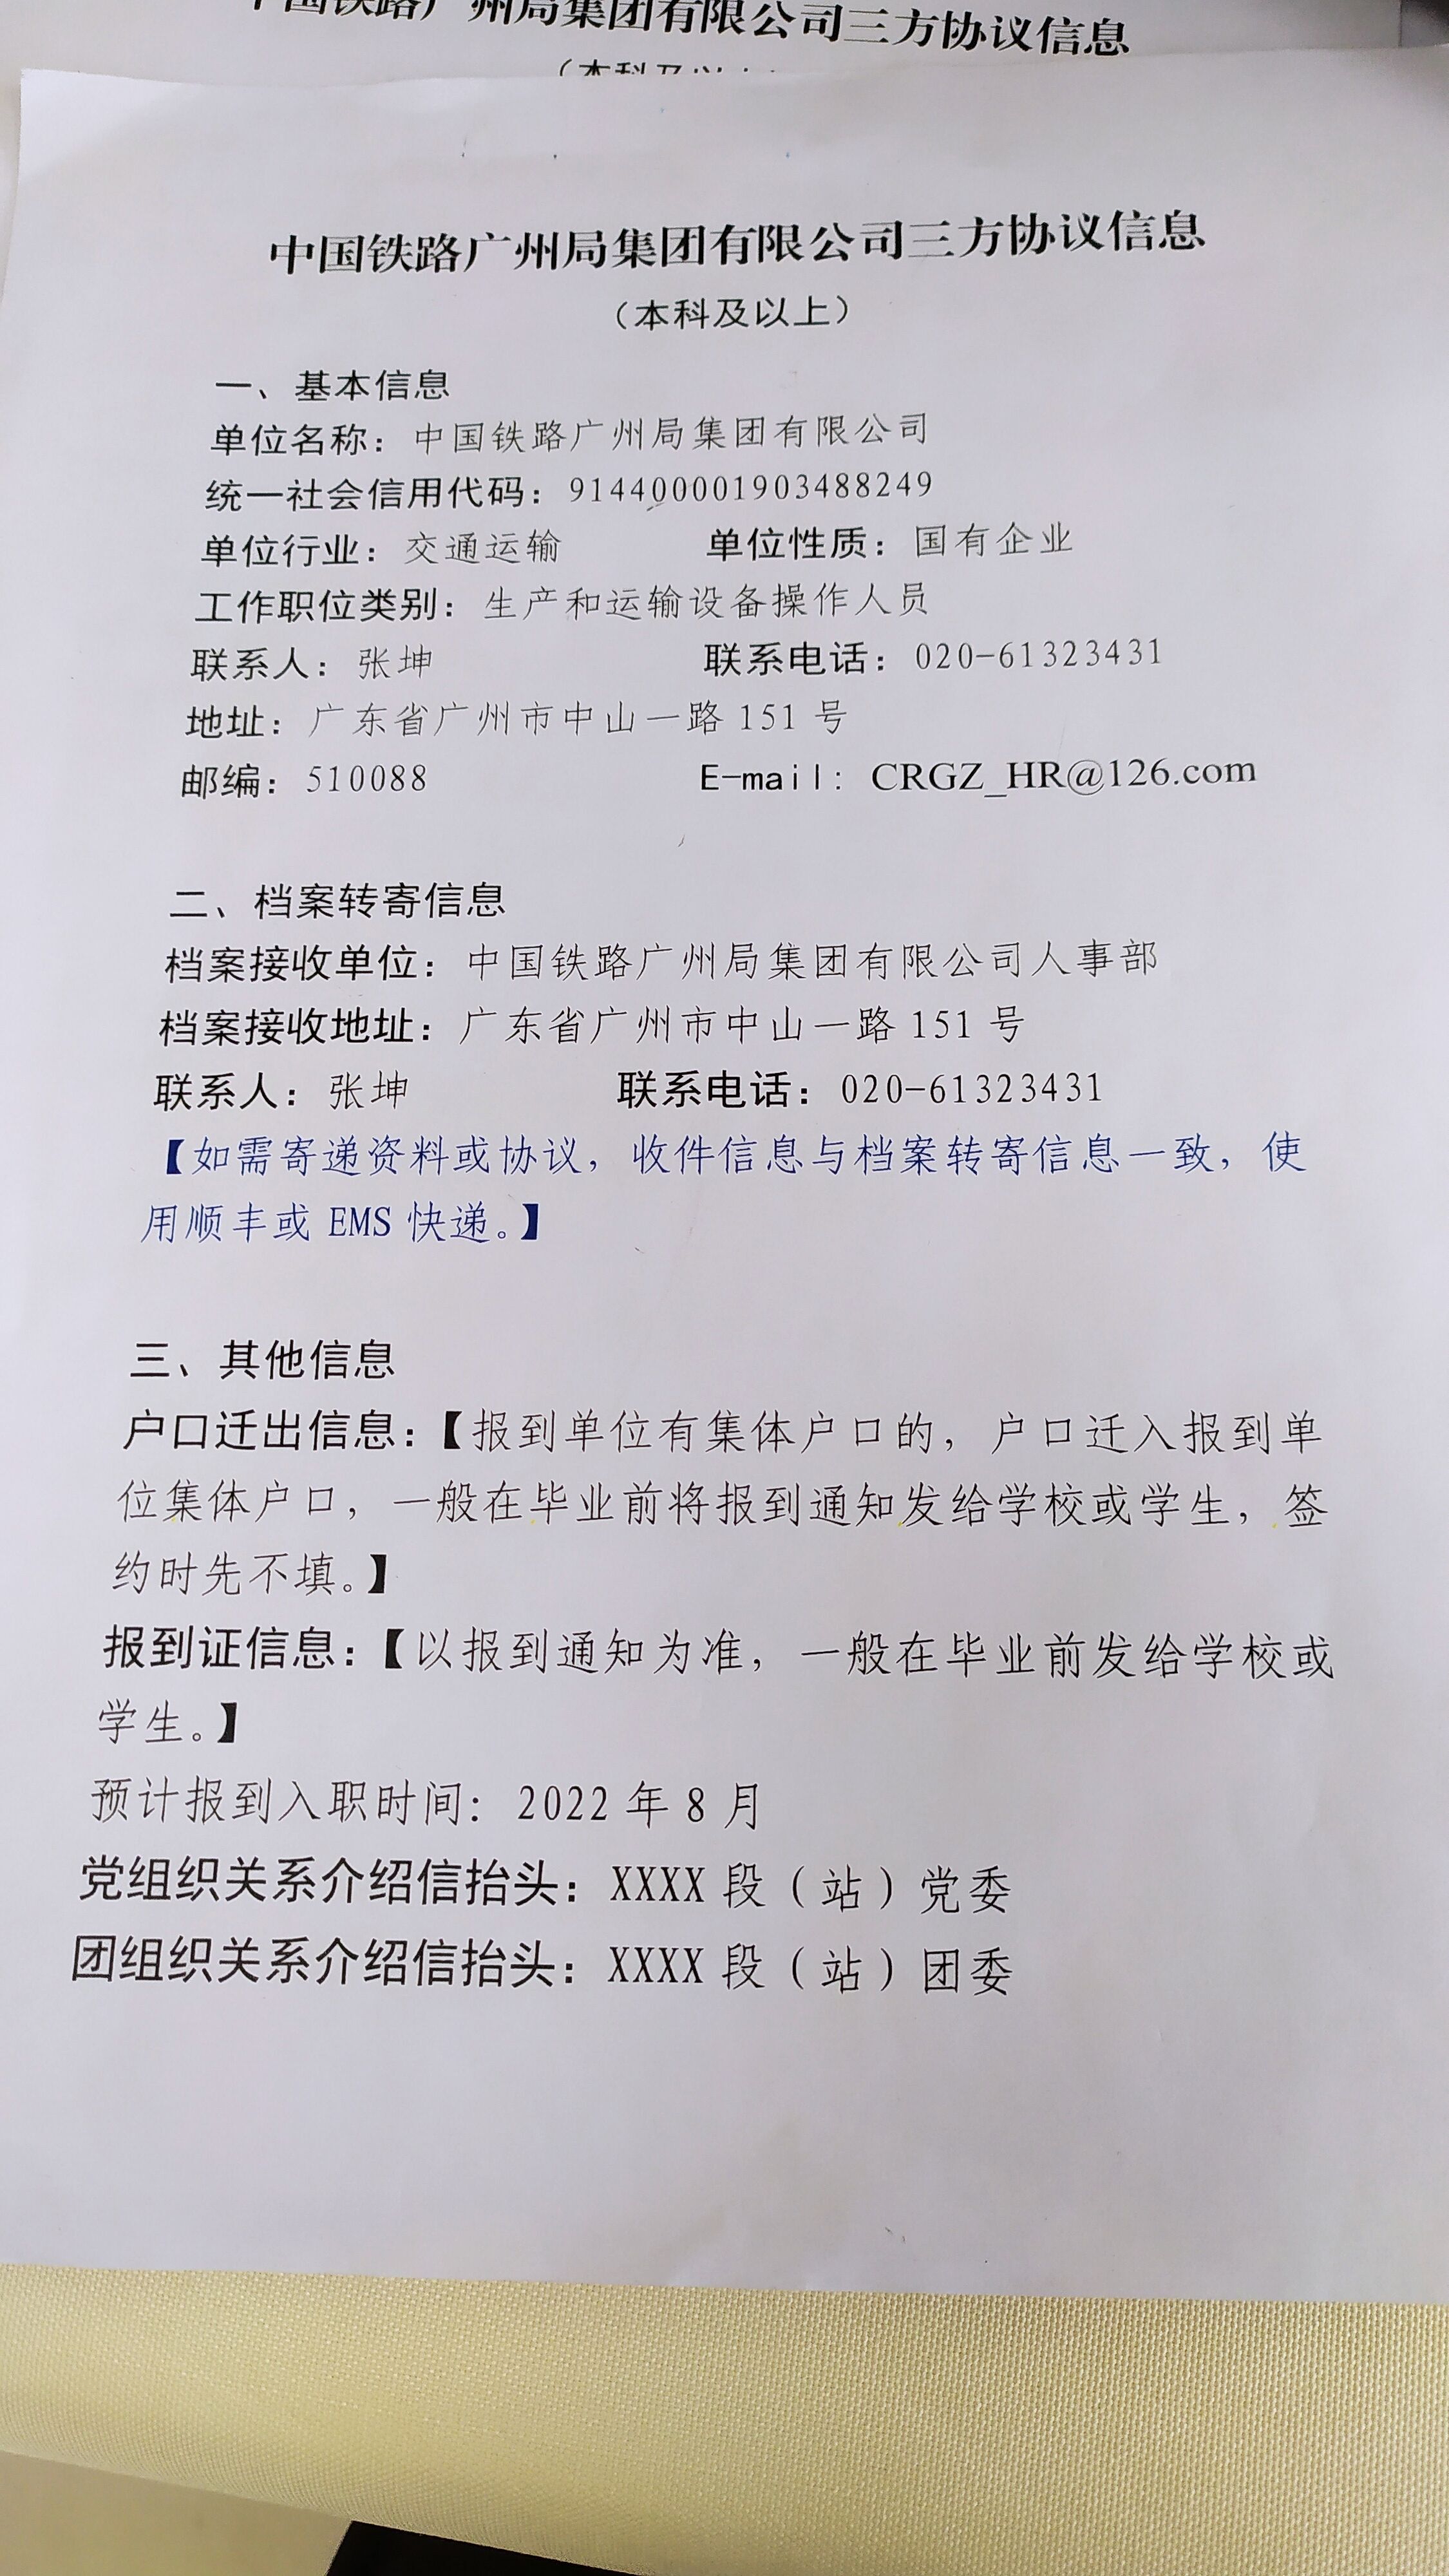 中国铁路广州局集团有限公司三方协议信息
（本科及以上
中国铁路广州局集团有限公司三方协议信息
（本科及以上）
一、基本信息
单位名称：中国铁路广州局集团有限公司
统一社会信用代码：914400001903488249
单位行业：交通运输 单位性质：国有企业
工作职位类别：生产和运输设备操作人员
联系人：张坤 联系电话：020-61323431
地址：广东省广州市中山一路 151 号
邮编：510088 E-mail: CRGZ_HR@126.com
二、档案转寄信息
档案接收单位：中国铁路广州局集团有限公司人事部
档案接收地址：广东省广州市中山一路 151 号
联系人：张坤 联系电话：020-61323431
【如需寄递资料或协议，收件信息与档案转寄信息一致，使
用顺丰或 EMS 快递。】
三、其他信息
户口迁出信息：【报到单位有集体户口的，户口迁入报到单
位集体户口，一般在毕业前将报到通知发给学校或学生，签
约时先不填。】
报到证信息：【以报到通知为准，一般在毕业前发给学校或
学生。】
预计报到入职时间：2022 年 8 月
党组织关系介绍信抬头：XXXX 段（站）党委
团组织关系介绍信抬头：XXXX 段（站）团委